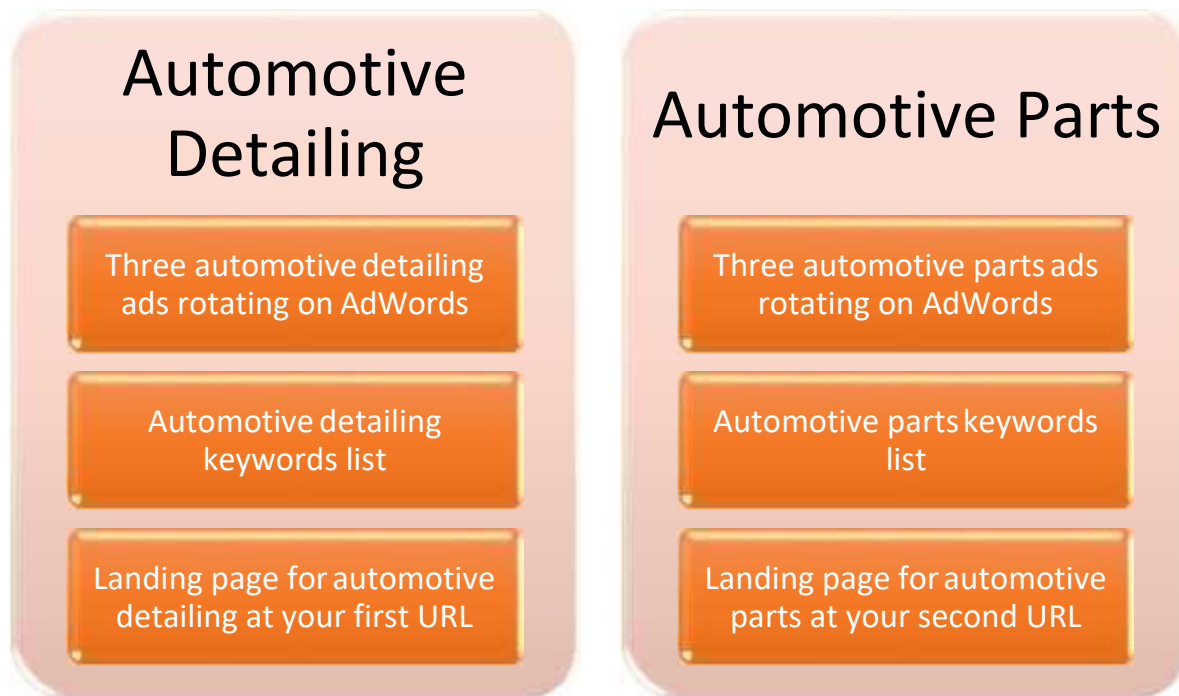 Automotive
Detailing
Three automotive detailing
ads rotating on AdWords
Automotive detailing
keywords list
Landing page for automotive
detailing at your first URL
Automotive Parts
Three automotive parts ads
rotating on AdWords
Automotive parts keywords
list
Landing page for automotive
parts at your second URL